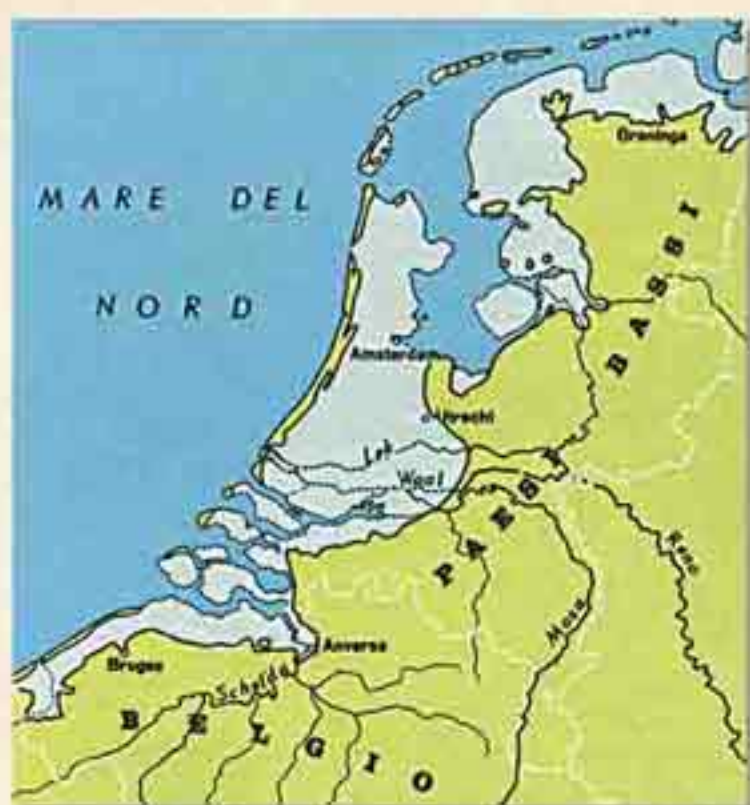 MARE DEL
NORD
Groninga
BASSI
Amsterdam
Utrecht
Lek
Waal
PAESI
Reno
Mosa
Anversa
Bruges
Schelda
BELGIO